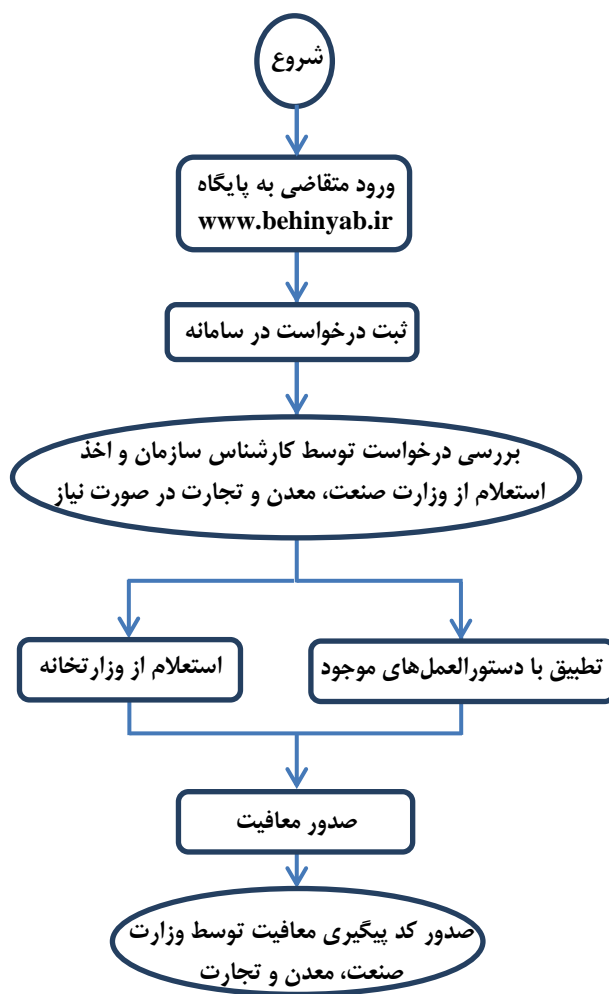 شروع
ورود متقاضی به پایگاه
www.behinyab.ir
ثبت درخواست در سامانه
بررسی درخواست توسط کارشناس سازمان و اخذ
استعلام از وزارت صنعت، معدن و تجارت در صورت نیاز
تطبیق با دستورالعمل‌های موجود
استعلام از وزارتخانه
صدور معافیت
صدور کد پیگیری معافیت توسط وزارت
صنعت، معدن و تجارت